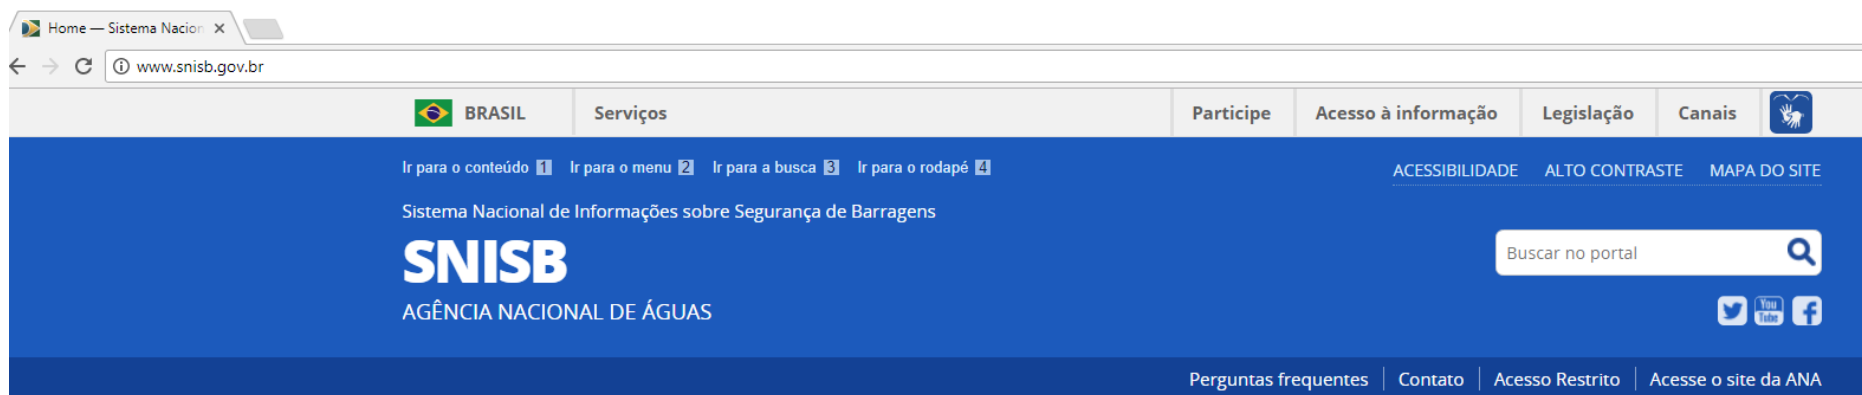 Home — Sistema Nacion
www.snisb.gov.br
BRASIL Serviços Participe Acesso à informação Legislação Canais
Ir para o conteúdo 1 Ir para o menu 2 Ir para a busca 3 Ir para o rodapé 4
ACESSIBILIDADE ALTO CONTRASTE MAPA DO SITE
Sistema Nacional de Informações sobre Segurança de Barragens
SNISB
Buscar no portal
AGÊNCIA NACIONAL DE ÁGUAS
You Tube
Perguntas frequentes Contato Acesso Restrito Acesse o site da ANA